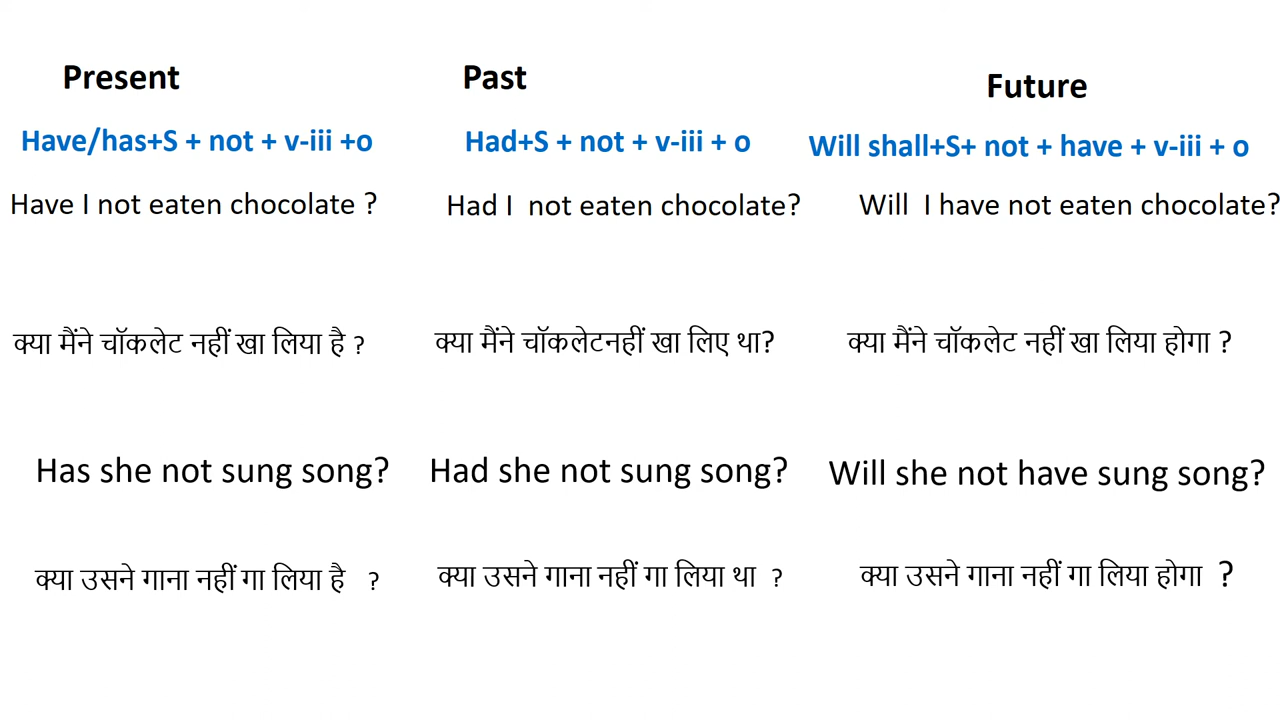 Present
Past
Future
Have/has+S + not + v-iii +o
Had+S + not + v-iii + o
Will shall+S+ not + have + v-iii + o
Have I not eaten chocolate ?
Had I not eaten chocolate?
Will I have not eaten chocolate?
क्या मैंने चॉकलेट नहीं खा लिया है ?
क्या मैंने चॉकलेटनहीं खा लिए था?
क्या मैंने चॉकलेट नहीं खा लिया होगा ?
Has she not sung song?
Had she not sung song?
Will she not have sung song?
क्या उसने गाना नहीं गा लिया है ?
क्या उसने गाना नहीं गा लिया था ?
क्या उसने गाना नहीं गा लिया होगा ?